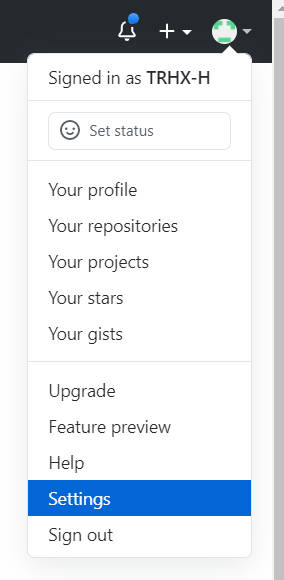 Signed in as TRHX-H
Set status
Your profile
Your repositories
Your projects
Your stars
Your gists
Upgrade
Feature preview
Help
Settings
Sign out